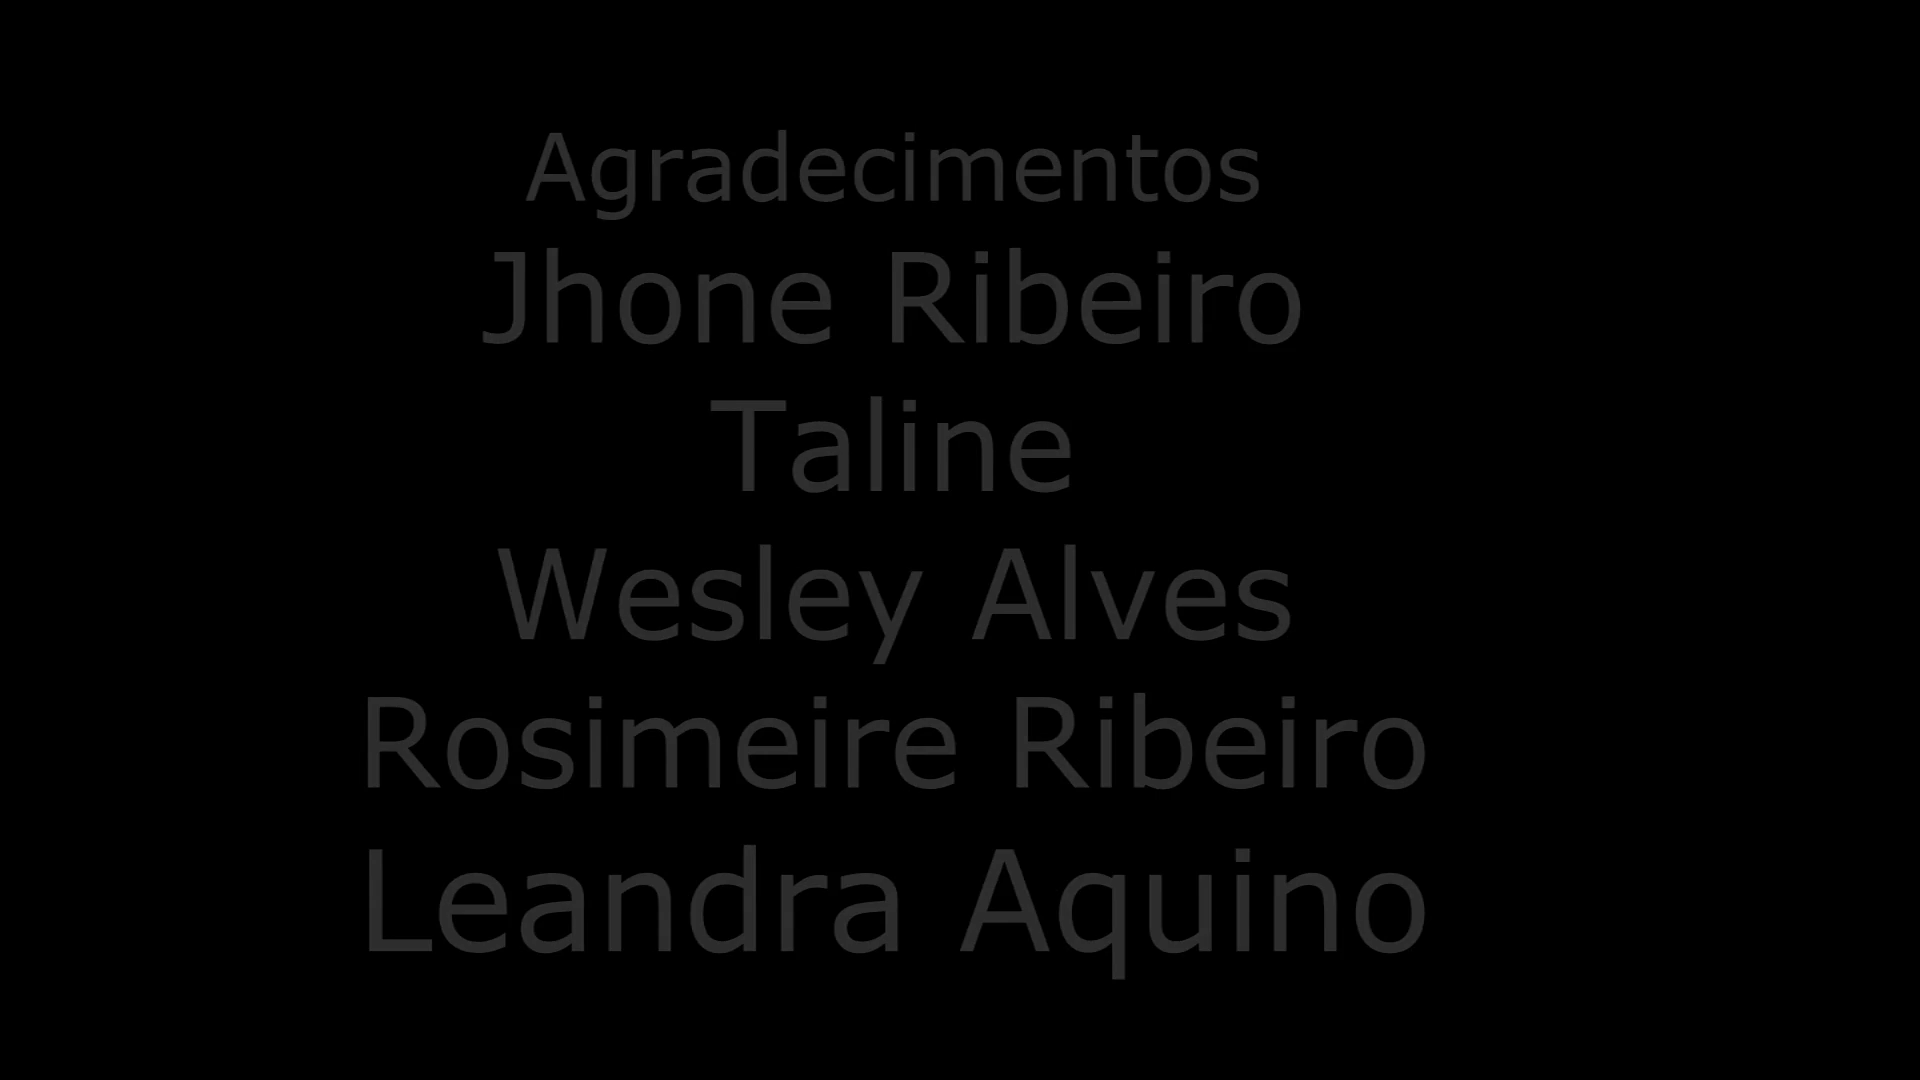 Agradecimentos
Jhone Ribeiro
Taline
Wesley Alves
Rosimeire Ribeiro
Leandra Aquino